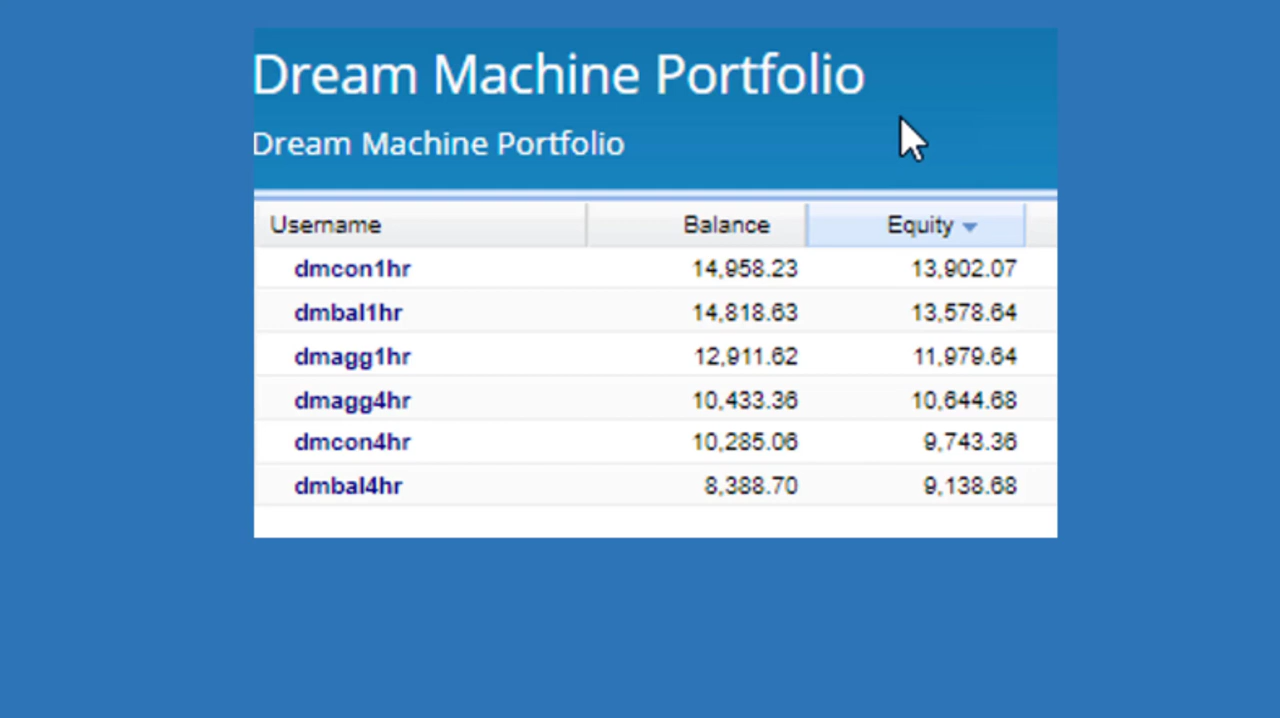 Dream Machine Portfolio
Dream Machine Portfolio
Username Balance Equity
dmcon1hr 14,958.23 13,902.07
dmbal1hr 14,818.63 13,578.64
dmagg1hr 12,911.62 11,979.64
dmagg4hr 10,433.36 10,644.68
dmcon4hr 10,285.06 9,743.36
dmbal4hr 8,388.70 9,138.68